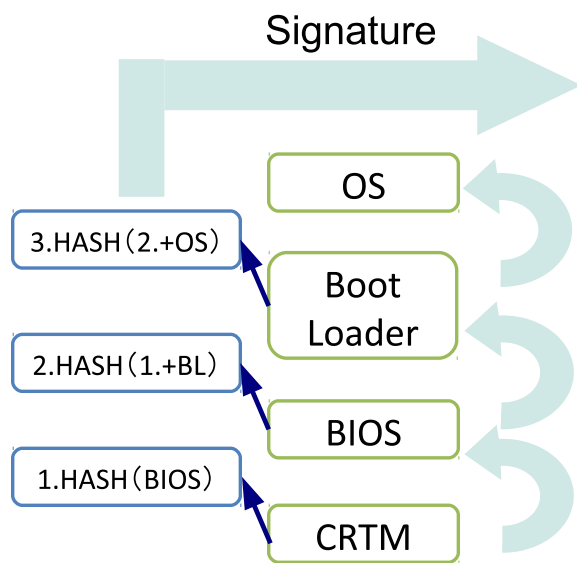 Signature
OS
3.HASH（2.+OS）
Boot
Loader
2.HASH（1.+BL）
BIOS
1.HASH（BIOS）
CRTM